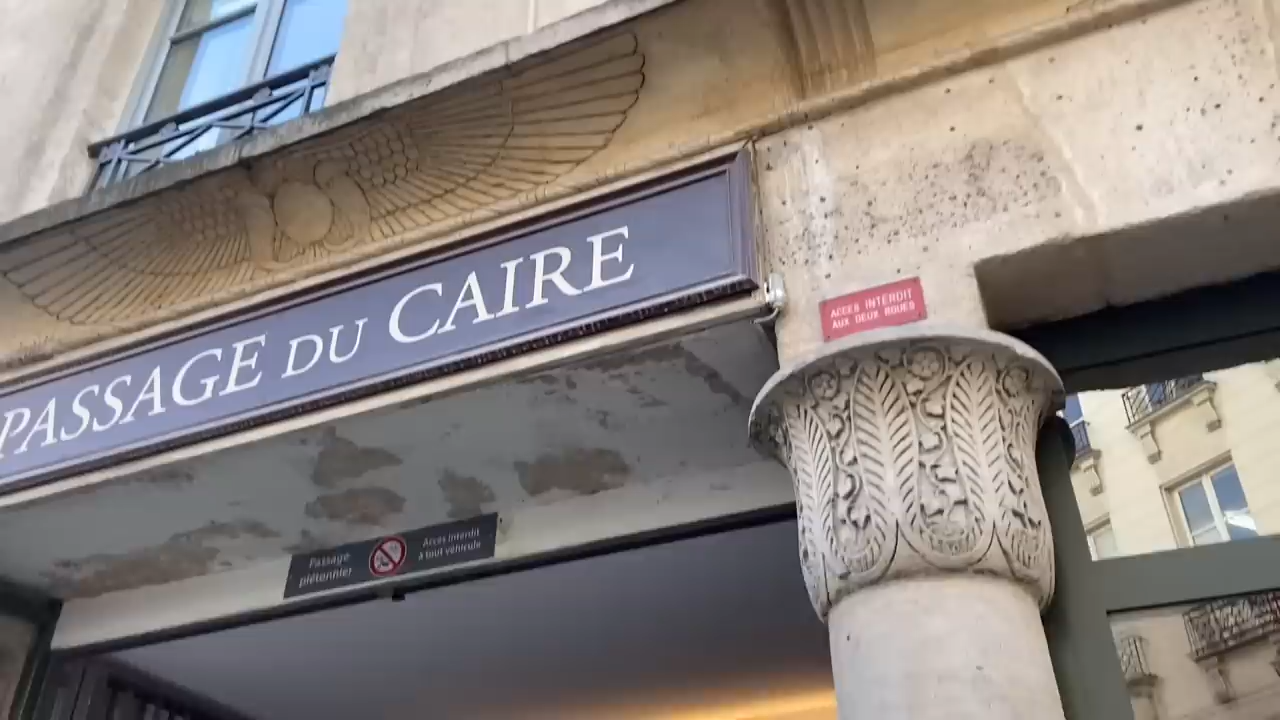 PASSAGE DU CAIRE
ACCES INTERDIT
AUX DEUX ROUES
Passage
piétonnier
Accès interdit
à tout véhicule